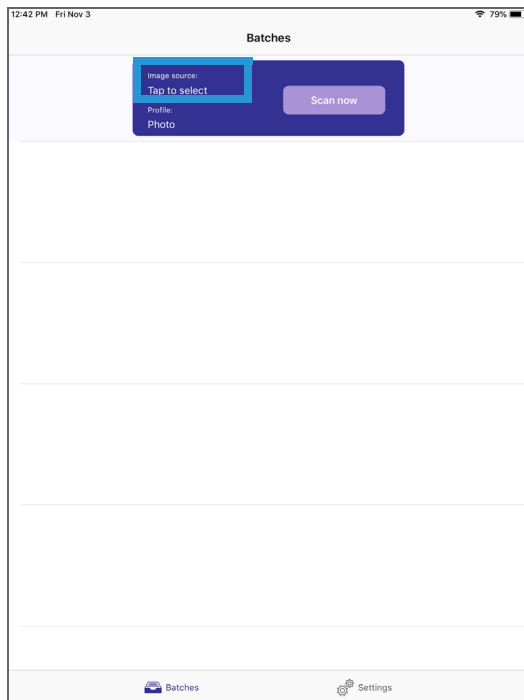 12:42 PM Fri Nov 3 79%
Batches
Image source:
Tap to select
Scan now
Profile:
Photo
Batches Settings